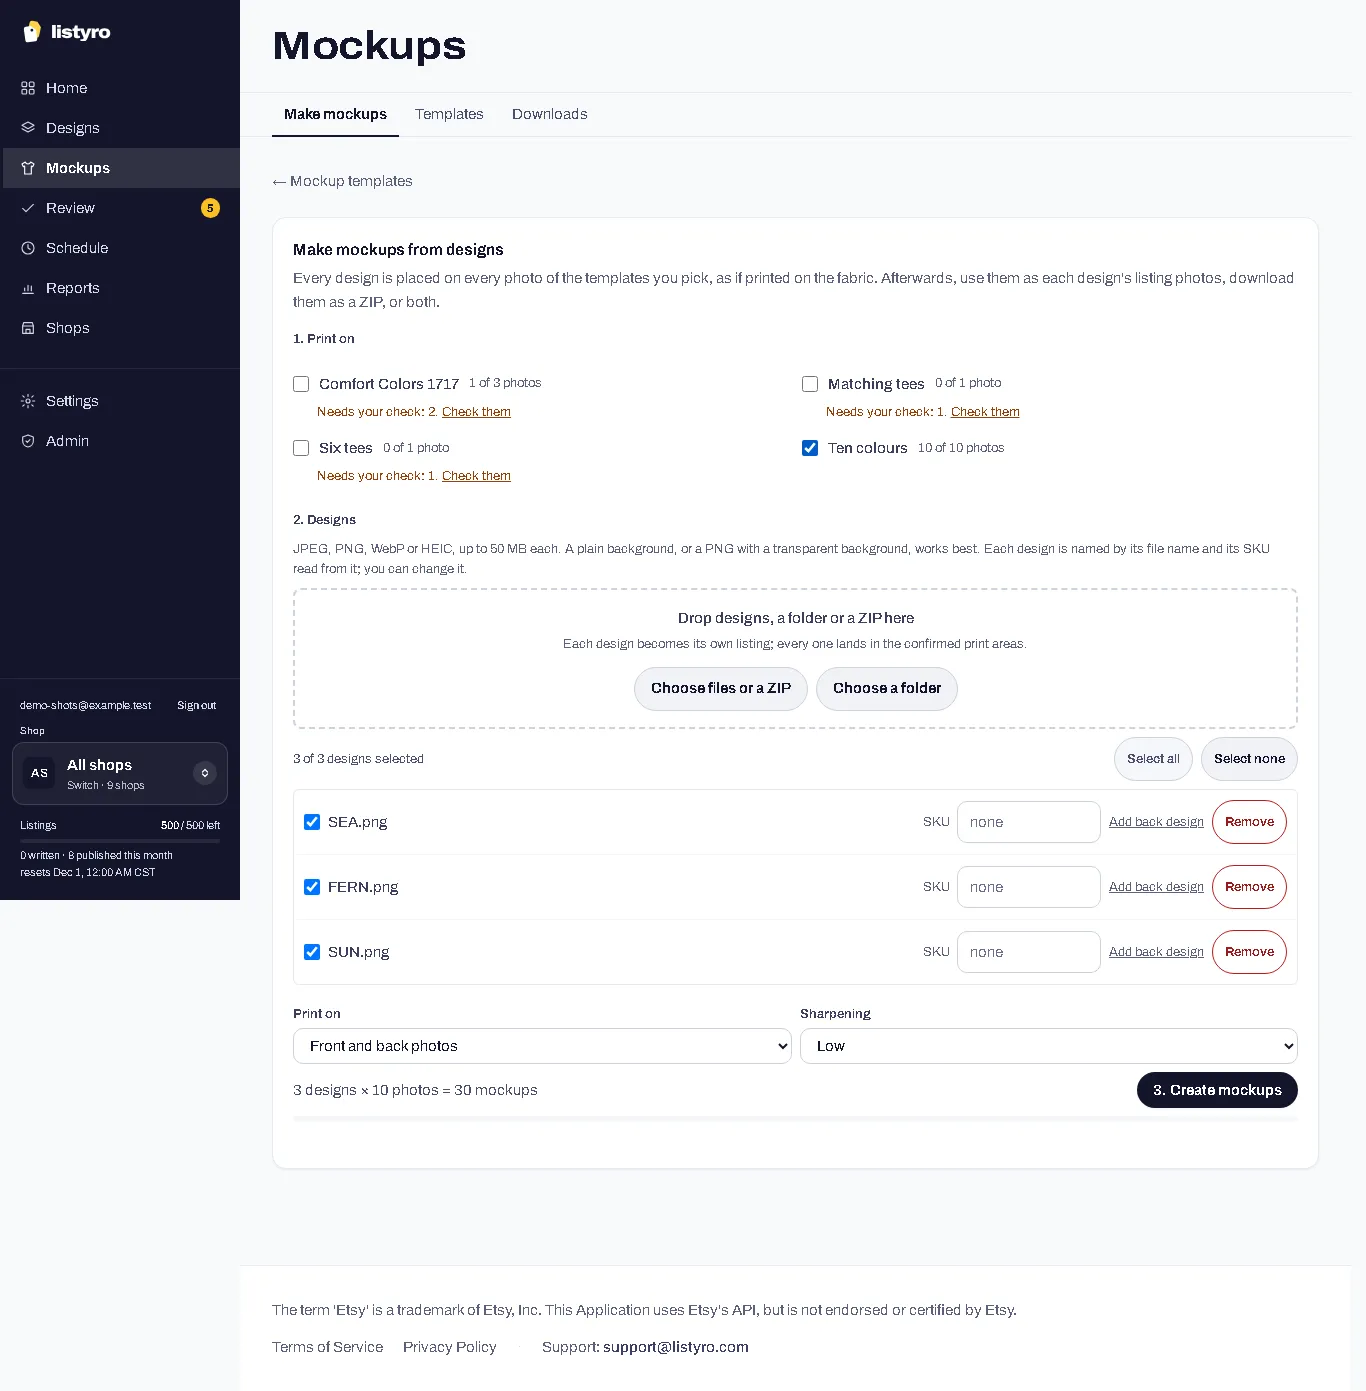 listyro
Home
Designs
Mockups
Review
5
Schedule
Reports
Shops
Settings
Admin
demo-shots@example.test
Sign out
Shop
AS
All shops
Switch · 9 shops
Listings
500 / 500 left
0 written · 8 published this month
resets Dec 1, 12:00 AM CST
Mockups
Make mockups
Templates
Downloads
← Mockup templates
Make mockups from designs
Every design is placed on every photo of the templates you pick, as if printed on the fabric. Afterwards, use them as each design's listing photos, download
them as a ZIP, or both.
1. Print on
Comfort Colors 1717 1 of 3 photos
Needs your check: 2. Check them
Matching tees 0 of 1 photo
Needs your check: 1. Check them
Six tees 0 of 1 photo
Needs your check: 1. Check them
Ten colours 10 of 10 photos
2. Designs
JPEG, PNG, WebP or HEIC, up to 50 MB each. A plain background, or a PNG with a transparent background, works best. Each design is named by its file name and its SKU
read from it; you can change it.
Drop designs, a folder or a ZIP here
Each design becomes its own listing; every one lands in the confirmed print areas.
Choose files or a ZIP
Choose a folder
3 of 3 designs selected
Select all
Select none
SEA.png SKU none Add back design Remove
FERN.png SKU none Add back design Remove
SUN.png SKU none Add back design Remove
Print on
Front and back photos
Sharpening
Low
3 designs × 10 photos = 30 mockups
3. Create mockups
The term 'Etsy' is a trademark of Etsy, Inc. This Application uses Etsy's API, but is not endorsed or certified by Etsy.
Terms of Service Privacy Policy · Support: support@listyro.com